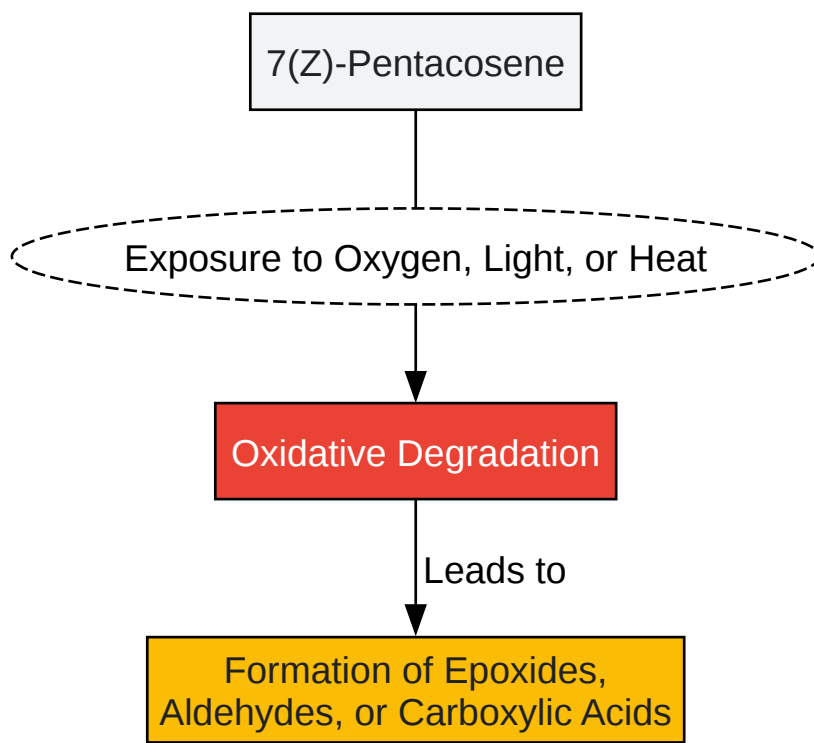 7(Z)-Pentacosene
Exposure to Oxygen, Light, or Heat
Oxidative Degradation
Leads to
Formation of Epoxides,
Aldehydes, or Carboxylic Acids